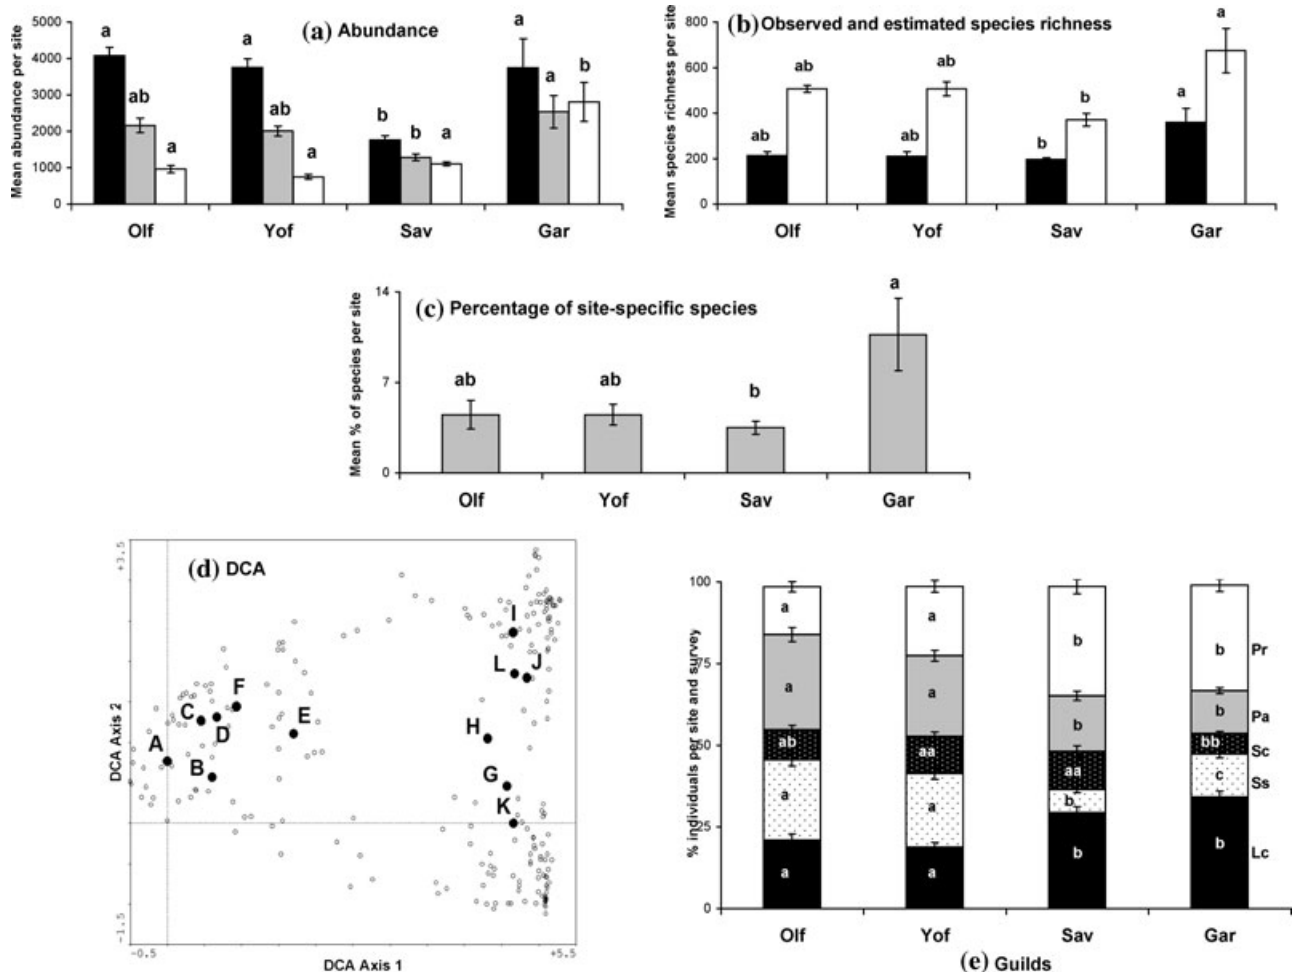 (a) Abundance
Mean abundance per site
5000
4000
3000
2000
1000
0
a
ab
a
a
ab
a
b
b
a
a
a
b
Olf
Yof
Sav
Gar
(b) Observed and estimated species richness
Mean species richness per site
800
600
400
200
0
ab
ab
ab
ab
b
b
a
a
Olf
Yof
Sav
Gar
(c) Percentage of site-specific species
Mean % of species per site
14
7
0
ab
ab
b
a
Olf
Yof
Sav
Gar
(d) DCA
DCA Axis 2
+3.5
-1.5
A
B
C
D
F
E
I
L
J
H
G
K
-0.5
DCA Axis 1
+5.5
% individuals per site and survey
100
75
50
25
0
a
a
ab
a
a
a
a
aa
a
a
b
b
aa
b
b
b
b
bb
c
b
Pr
Pa
Sc
Ss
Lc
Olf
Yof
Sav
Gar
(e) Guilds